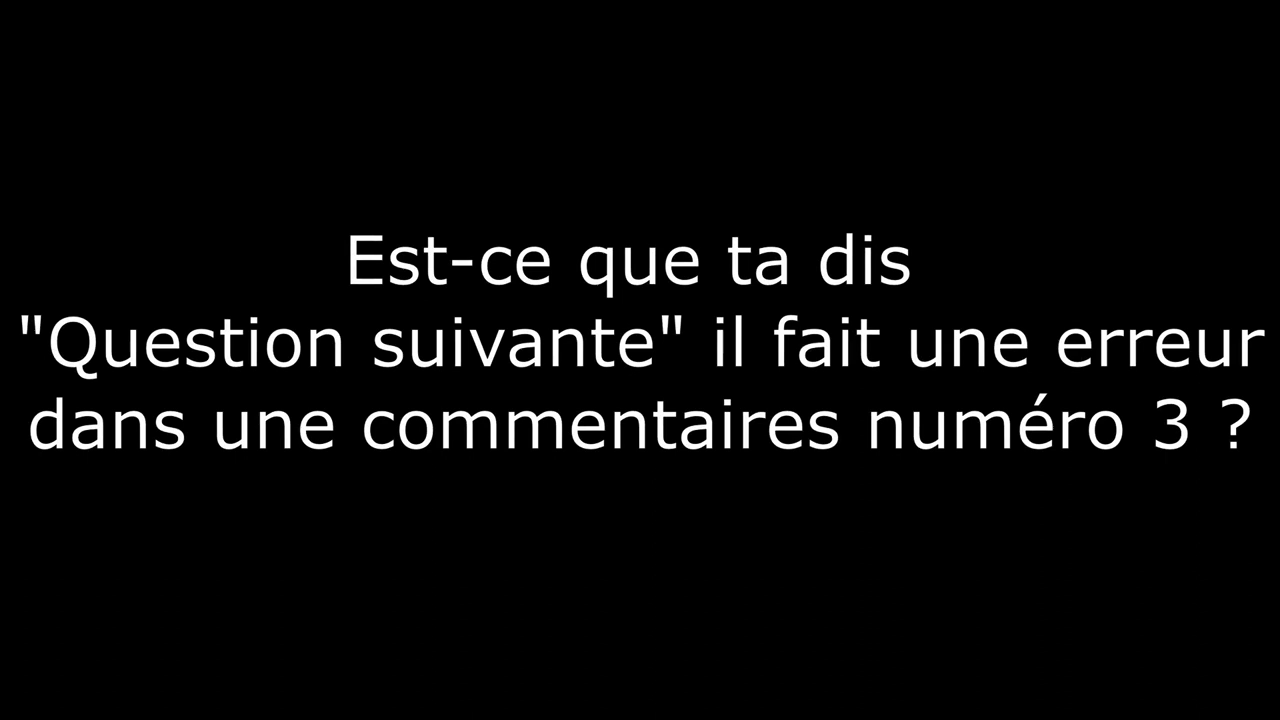 Est-ce que ta dis
"Question suivante" il fait une erreur
dans une commentaires numéro 3 ?